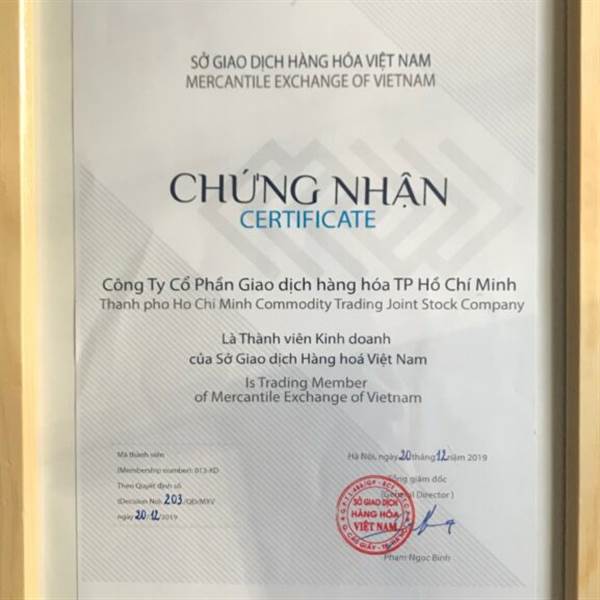 SỞ GIAO DỊCH HÀNG HÓA VIỆT NAM
MERCANTILE EXCHANGE OF VIETNAM
CHỨNG NHẬN
CERTIFICATE
Công Ty Cổ Phần Giao dịch hàng hóa TP Hồ Chí Minh
Thanh pho Ho Chi Minh Commodity Trading Joint Stock Company
Là Thành viên Kinh doanh
của Sở Giao dịch Hàng hoá Việt Nam
Is Trading Member
of Mercantile Exchange of Vietnam
Mã thành viên:
(Membership number): 013-KD
Theo Quyết định số
(Decision No): 203/QĐ/MXV
ngày 20/12/2019
Hà Nội, ngày 20 tháng 12 năm 2019
Tổng giám đốc
(General Director)
SỞ GIAO DỊCH
HÀNG HÓA
VIỆT NAM
Phạm Ngọc Bình